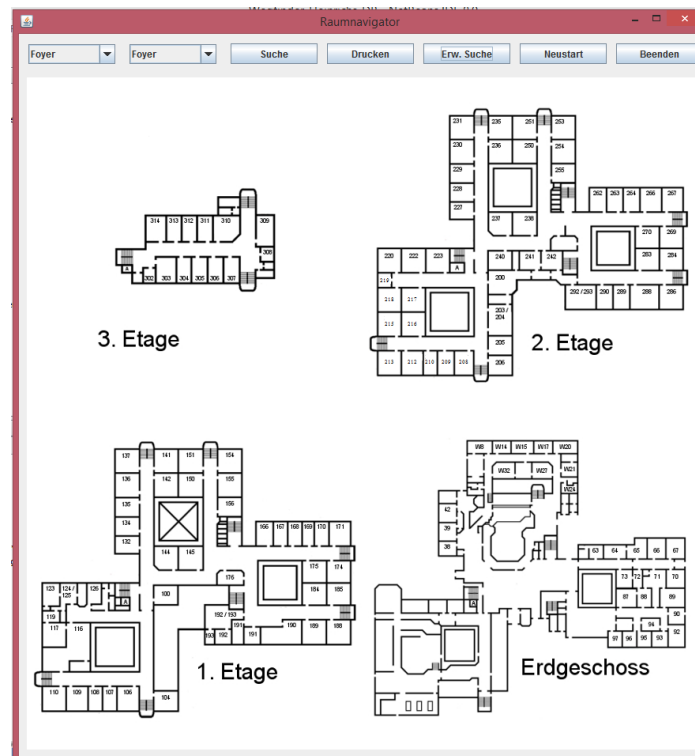 Raumnavigator
Foyer Foyer Suche Drucken Erw. Suche Neustart Beenden
231 235 251 253
230 236 250 254
229 255
228
227
237 238
262 263 264 266 267
270 269
283 284
292 / 293 290 289 288 286
220 222 223
A
240 241 242
219
200
218 217
203 /
204
215 216
205
213 212 210 209 208 206
2. Etage
314 313 312 311 310 309
308
A
302 303 304 305 306 307
3. Etage
137 141 151 154
136 142 150 155
135 156
134
132
144 145
166 167 168 169 170 171
175 174
176
184 185
123 124 / 125 126
A
100
119
117 116
192 / 193
191
193 192 191 190 189 188
110 109 108 107 106 104
1. Etage
W8 W14 W15 W17 W20
W32 W27 W21
W24
42
39
38
63 64 65 66 67
73 72 71 70
87 88 89
90
94
97 96 95 93 92
A
Erdgeschoss